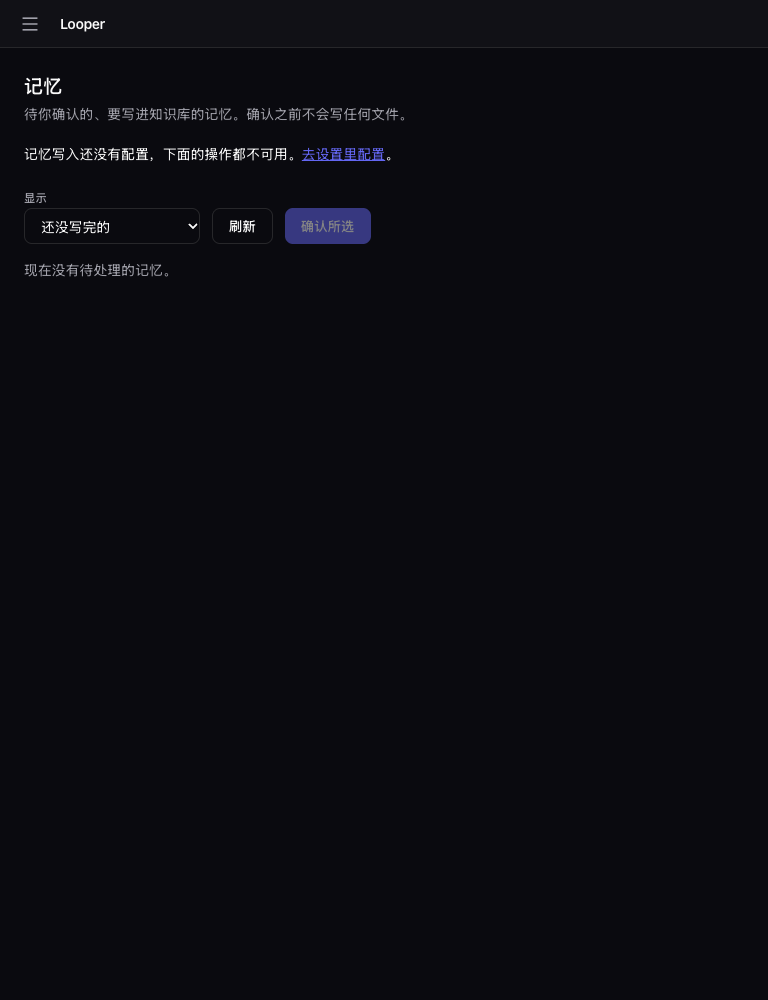 Looper
记忆
待你确认的、要写进知识库的记忆。确认之前不会写任何文件。
记忆写入还没有配置，下面的操作都不可用。去设置里配置。
显示
还没写完的 刷新 确认所选
现在没有待处理的记忆。